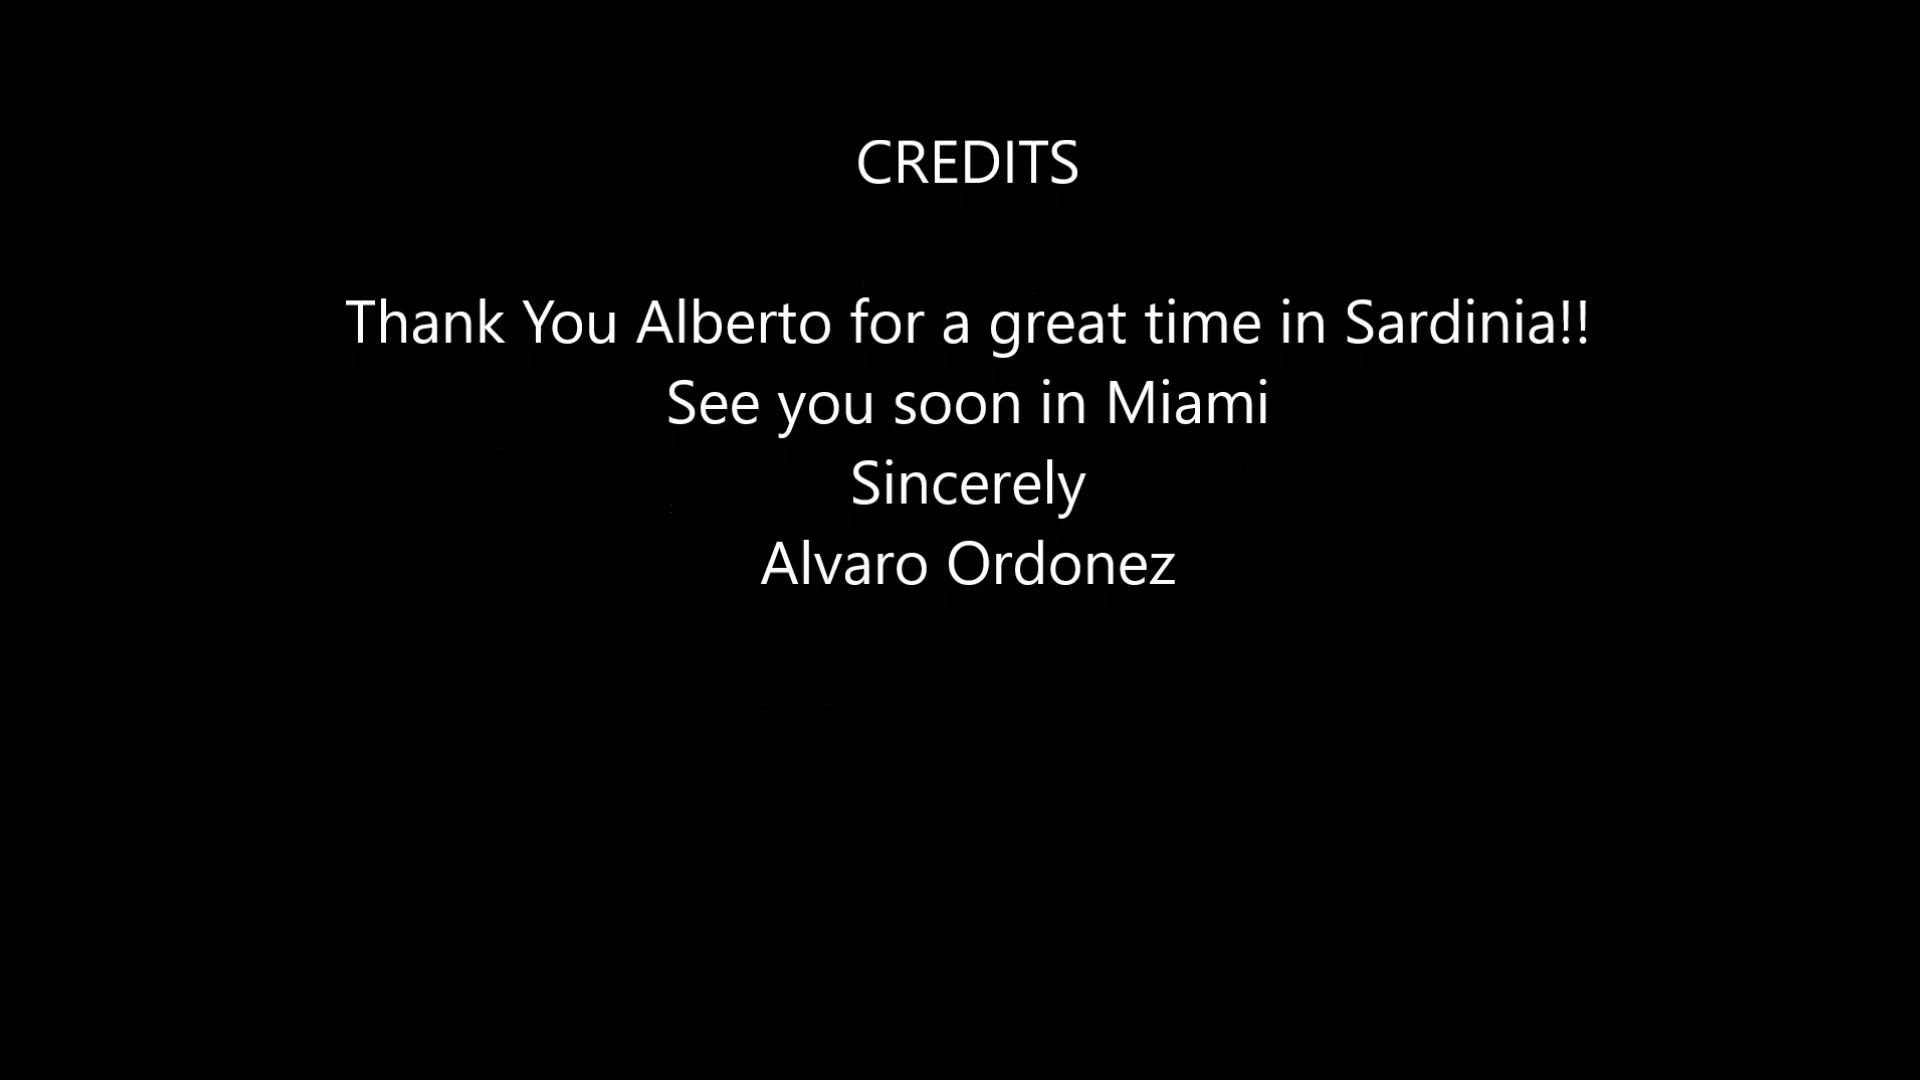 CREDITS
Thank You Alberto for a great time in Sardinia!!
See you soon in Miami
Sincerely
Alvaro Ordonez